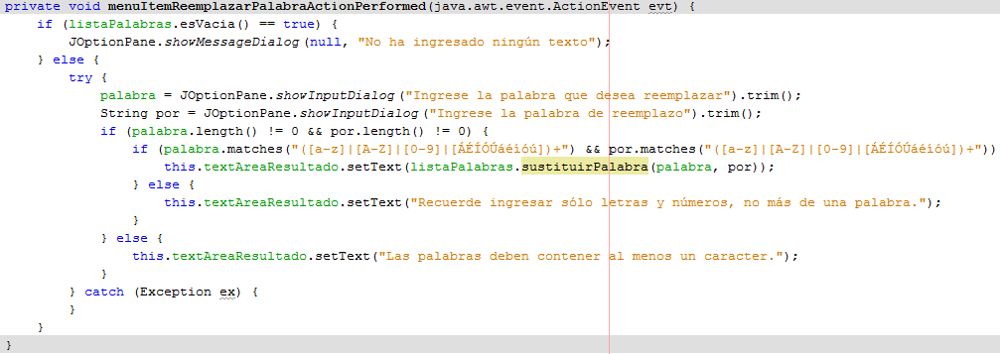 private void menuItemReemplazarPalabraActionPerformed(java.awt.event.ActionEvent evt) {
    if (listaPalabras.esVacia() == true) {
        JOptionPane.showMessageDialog(null, "No ha ingresado ningún texto");
    } else {
        try {
            palabra = JOptionPane.showInputDialog("Ingrese la palabra que desea reemplazar").trim();
            String por = JOptionPane.showInputDialog("Ingrese la palabra de reemplazo").trim();
            if (palabra.length() != 0 && por.length() != 0) {
                if (palabra.matches("([a-z]|[A-Z]|[0-9]|[ÁÉÍÓÚáéíóú])+") && por.matches("([a-z]|[A-Z]|[0-9]|[ÁÉÍÓÚáéíóú])+"))
                    this.textAreaResultado.setText(listaPalabras.sustituirPalabra(palabra, por));
                } else {
                    this.textAreaResultado.setText("Recuerde ingresar sólo letras y números, no más de una palabra.");
                }
            } else {
                this.textAreaResultado.setText("Las palabras deben contener al menos un caracter.");
            }
        } catch (Exception ex) {
        }
    }
}